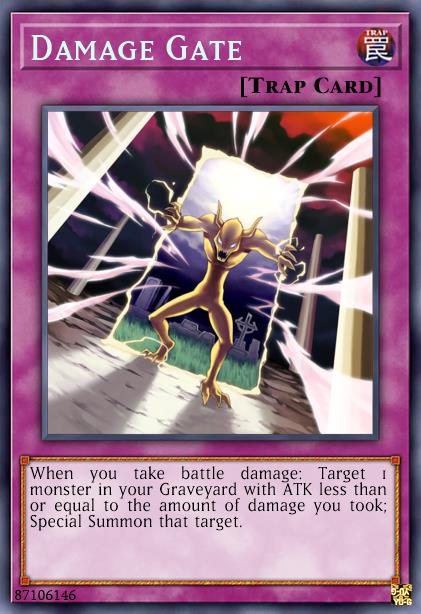 DAMAGE GATE
TRAP
罠
[TRAP CARD]
When you take battle damage: Target 1
monster in your Graveyard with ATK less than
or equal to the amount of damage you took;
Special Summon that target.
87106146